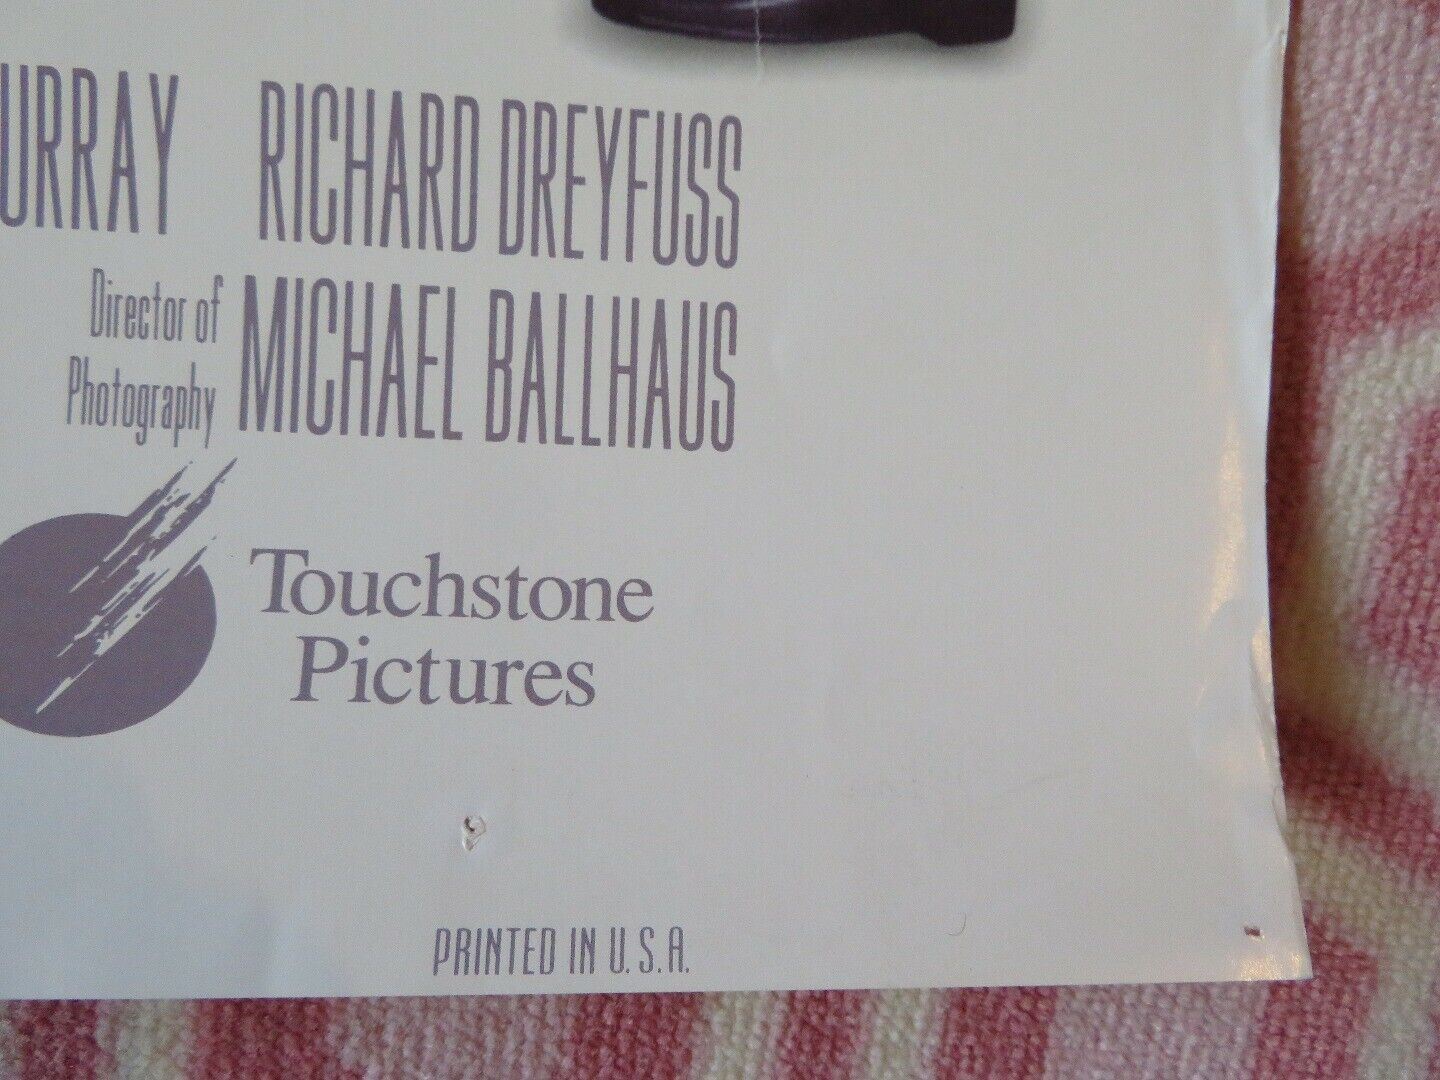 URRAY RICHARD DREYFUSS
Director of
Photography MICHAEL BALLHAUS
Touchstone
Pictures
PRINTED IN U.S.A.